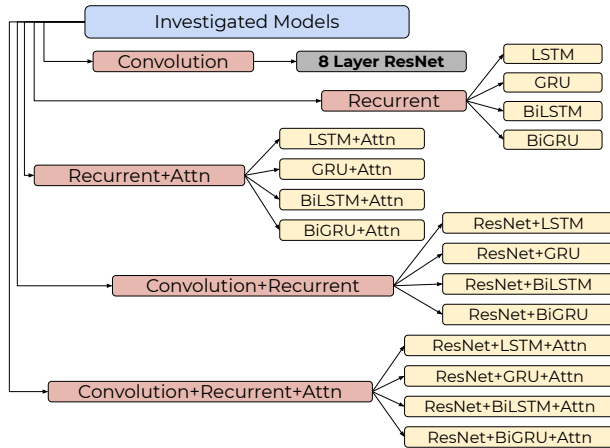 Investigated Models
Convolution
8 Layer ResNet
Recurrent
LSTM
GRU
BiLSTM
BiGRU
Recurrent+Attn
LSTM+Attn
GRU+Attn
BiLSTM+Attn
BiGRU+Attn
Convolution+Recurrent
ResNet+LSTM
ResNet+GRU
ResNet+BiLSTM
ResNet+BiGRU
Convolution+Recurrent+Attn
ResNet+LSTM+Attn
ResNet+GRU+Attn
ResNet+BiLSTM+Attn
ResNet+BiGRU+Attn